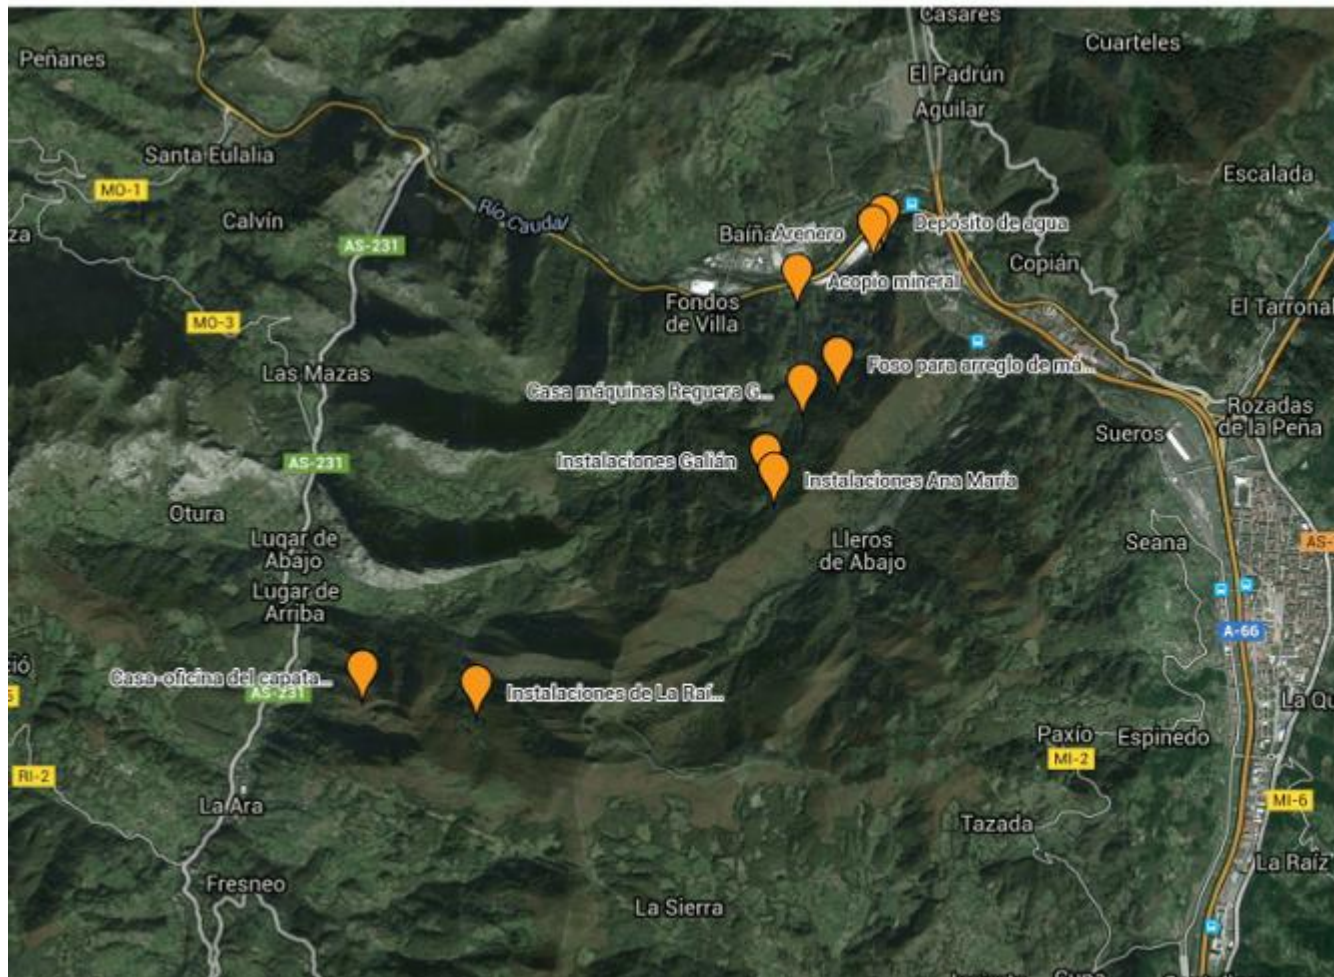 Casares
Cuarteles
Peñanes
El Padrún
Aguilar
Santa Eulalia
Escalada
MO-1
Calvín
Río Caudal
Baíña
Arenero
Depósito de agua
za
AS-231
Copián
Acopio mineral
Fondos
de Villa
El Tarronal
MO-3
Las Mazas
Foso para arreglo de má...
Casa máquinas Reguera G...
Rozadas
de la Peña
Sueros
AS-231
Instalaciones Galián
Instalaciones Ana María
Otura
Lugar de
Abajo
Lleros
de Abajo
Seana
AS-
Lugar de
Arriba
A-66
ció
Casa-oficina del capata...
AS-231
Instalaciones de La Raí...
La Qu
Paxío
Espinedo
MI-2
RI-2
La Ara
MI-6
Tazada
La Raíz
Fresneo
La Sierra